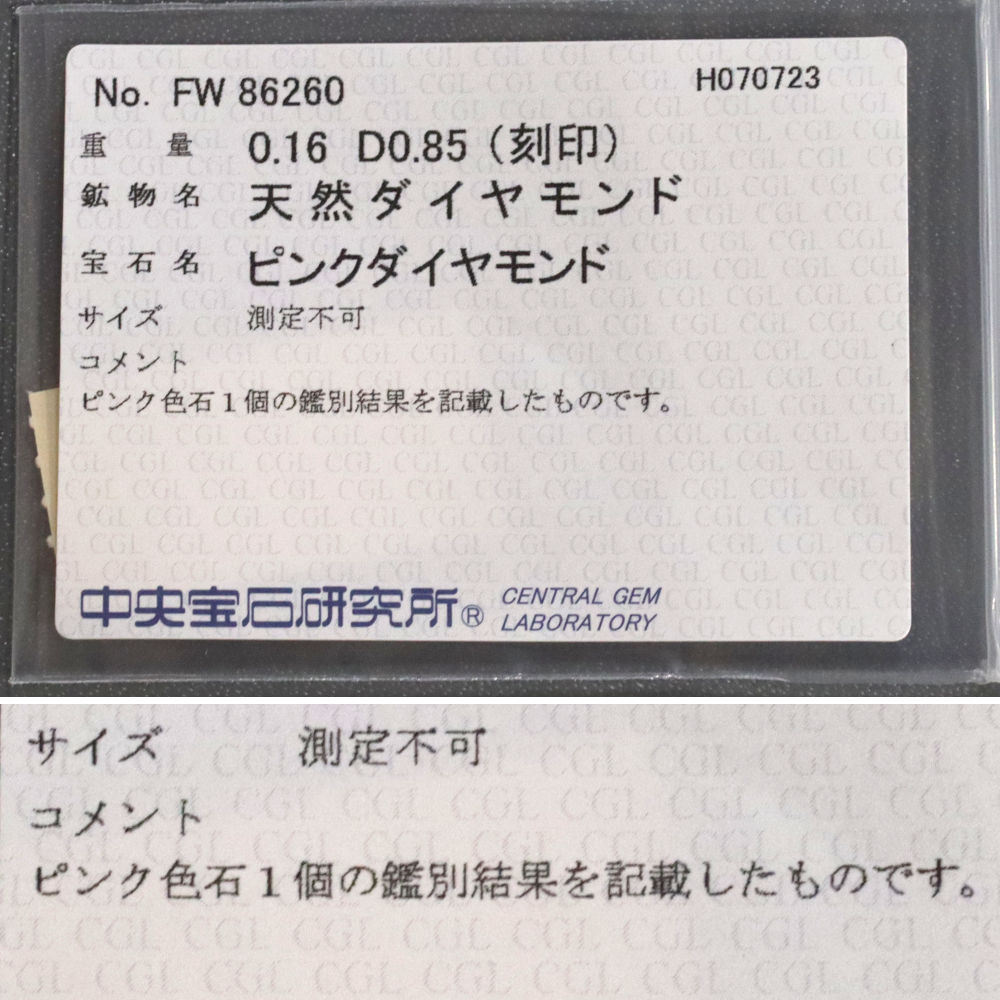 No. FW 86260
H070723
重量 0.16 D0.85 (刻印)
鉱物名 天然ダイヤモンド
宝石名 ピンクダイヤモンド
サイズ 測定不可
コメント
ピンク色石1個の鑑別結果を記載したものです。
中央宝石研究所® CENTRAL GEM
LABORATORY
サイズ 測定不可
コメント
ピンク色石1個の鑑別結果を記載したものです。